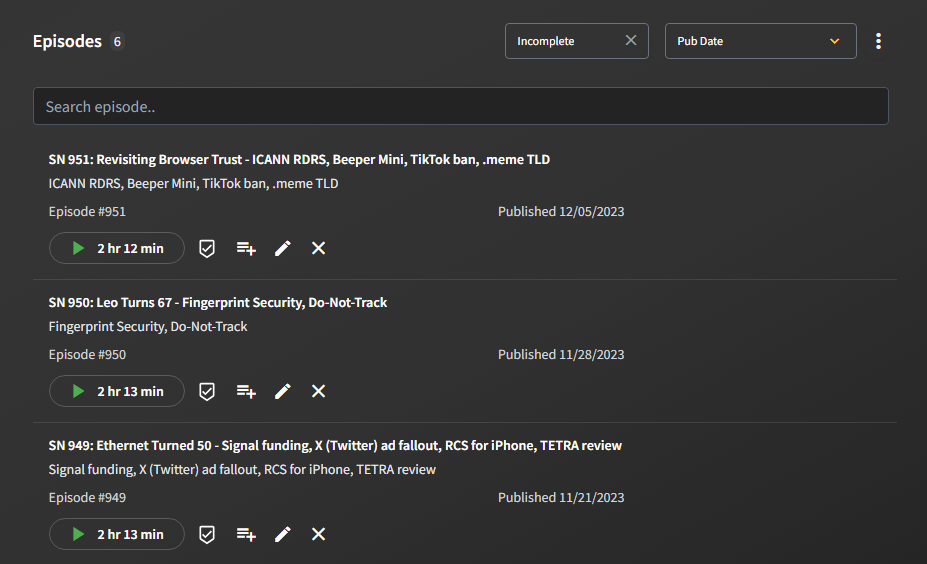 Episodes 6 Incomplete Pub Date
Search episode..
SN 951: Revisiting Browser Trust - ICANN RDRS, Beeper Mini, TikTok ban, .meme TLD
ICANN RDRS, Beeper Mini, TikTok ban, .meme TLD
Episode #951 Published 12/05/2023
2 hr 12 min
SN 950: Leo Turns 67 - Fingerprint Security, Do-Not-Track
Fingerprint Security, Do-Not-Track
Episode #950 Published 11/28/2023
2 hr 13 min
SN 949: Ethernet Turned 50 - Signal funding, X (Twitter) ad fallout, RCS for iPhone, TETRA review
Signal funding, X (Twitter) ad fallout, RCS for iPhone, TETRA review
Episode #949 Published 11/21/2023
2 hr 13 min